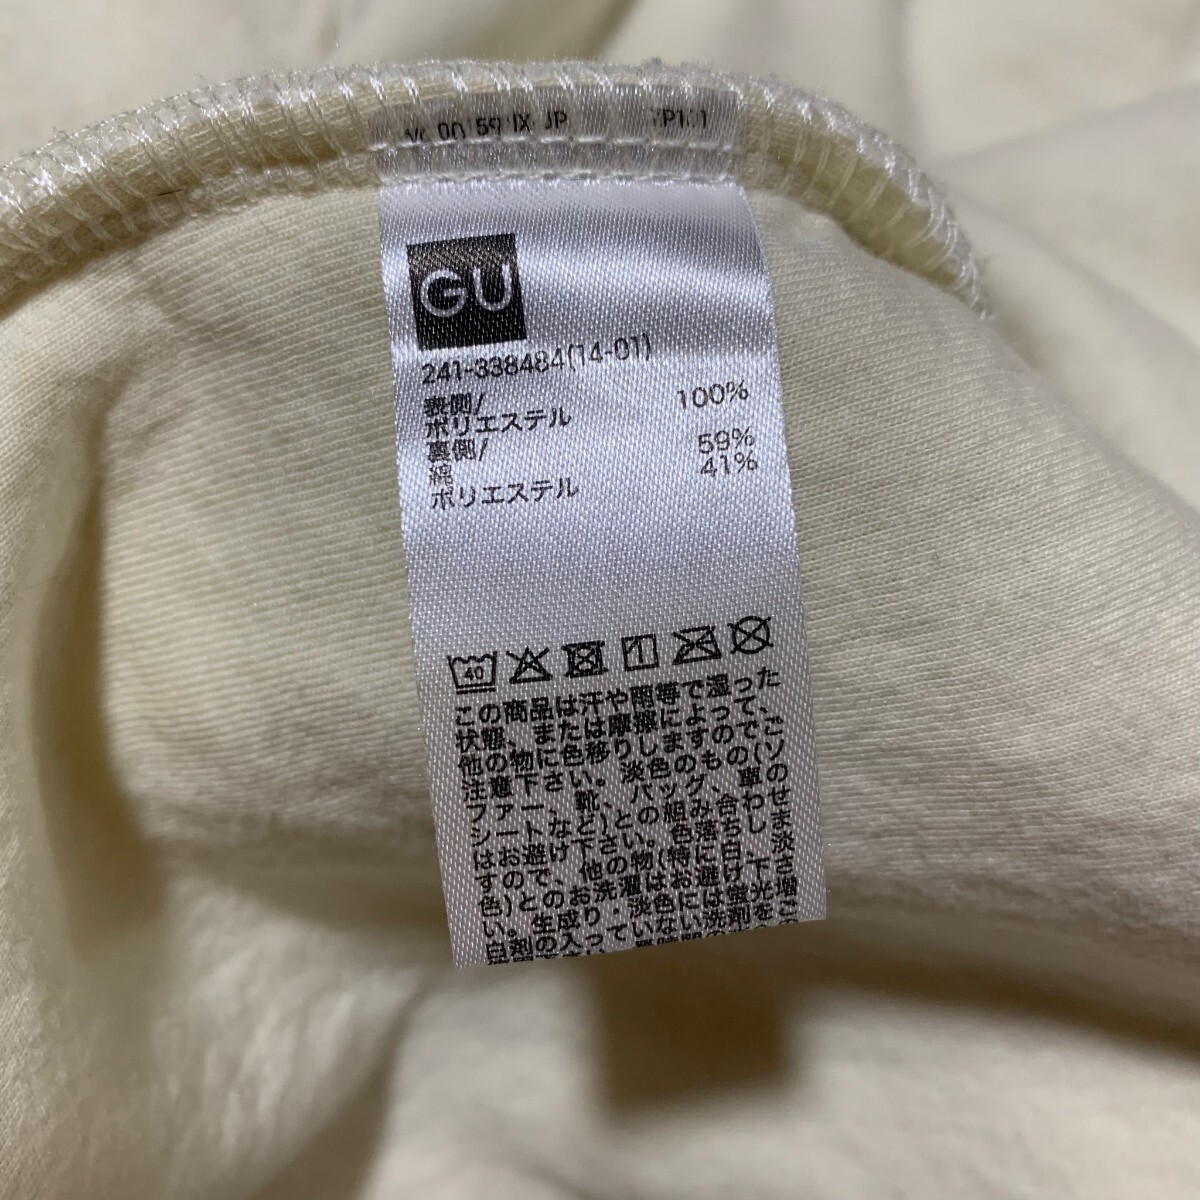 GU
241-338484(14-01)
表側/
ポリエステル 100%
裏側/
綿 59%
ポリエステル 41%
40
この商品は汗や雨等で湿った
状態、または摩擦によって、
他の物に色移りしますのでご
注意下さい。淡色のもの(ソ
ファー、靴、バッグ、車の
シートなど)との組み合わせ
はお避け下さい。色落ちしま
すので、他の物(特に白、淡
色)とのお洗濯はお避け下さ
い。生成り・淡色には蛍光増
白剤の入っていない洗剤をご